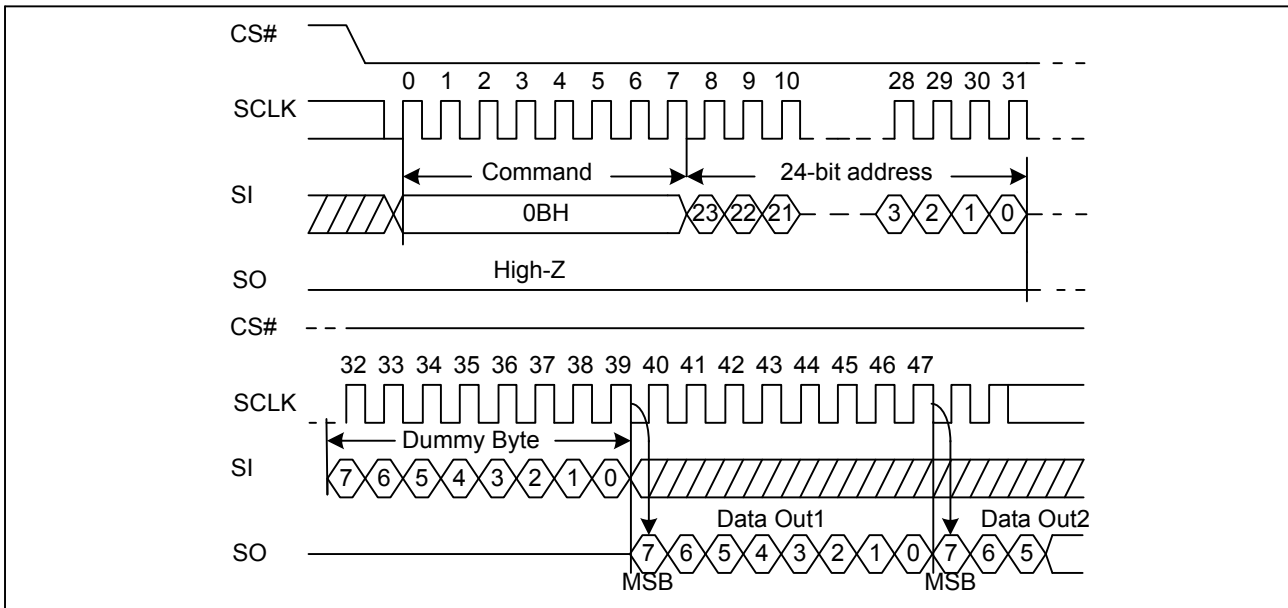 CS#
0 1 2 3 4 5 6 7 8 9 10 28 29 30 31
SCLK
Command 24-bit address
SI
0BH 23 22 21 3 2 1 0
High-Z
SO
CS#
32 33 34 35 36 37 38 39 40 41 42 43 44 45 46 47
SCLK
Dummy Byte
SI
7 6 5 4 3 2 1 0
Data Out1 Data Out2
SO
7 6 5 4 3 2 1 0 7 6 5
MSB MSB